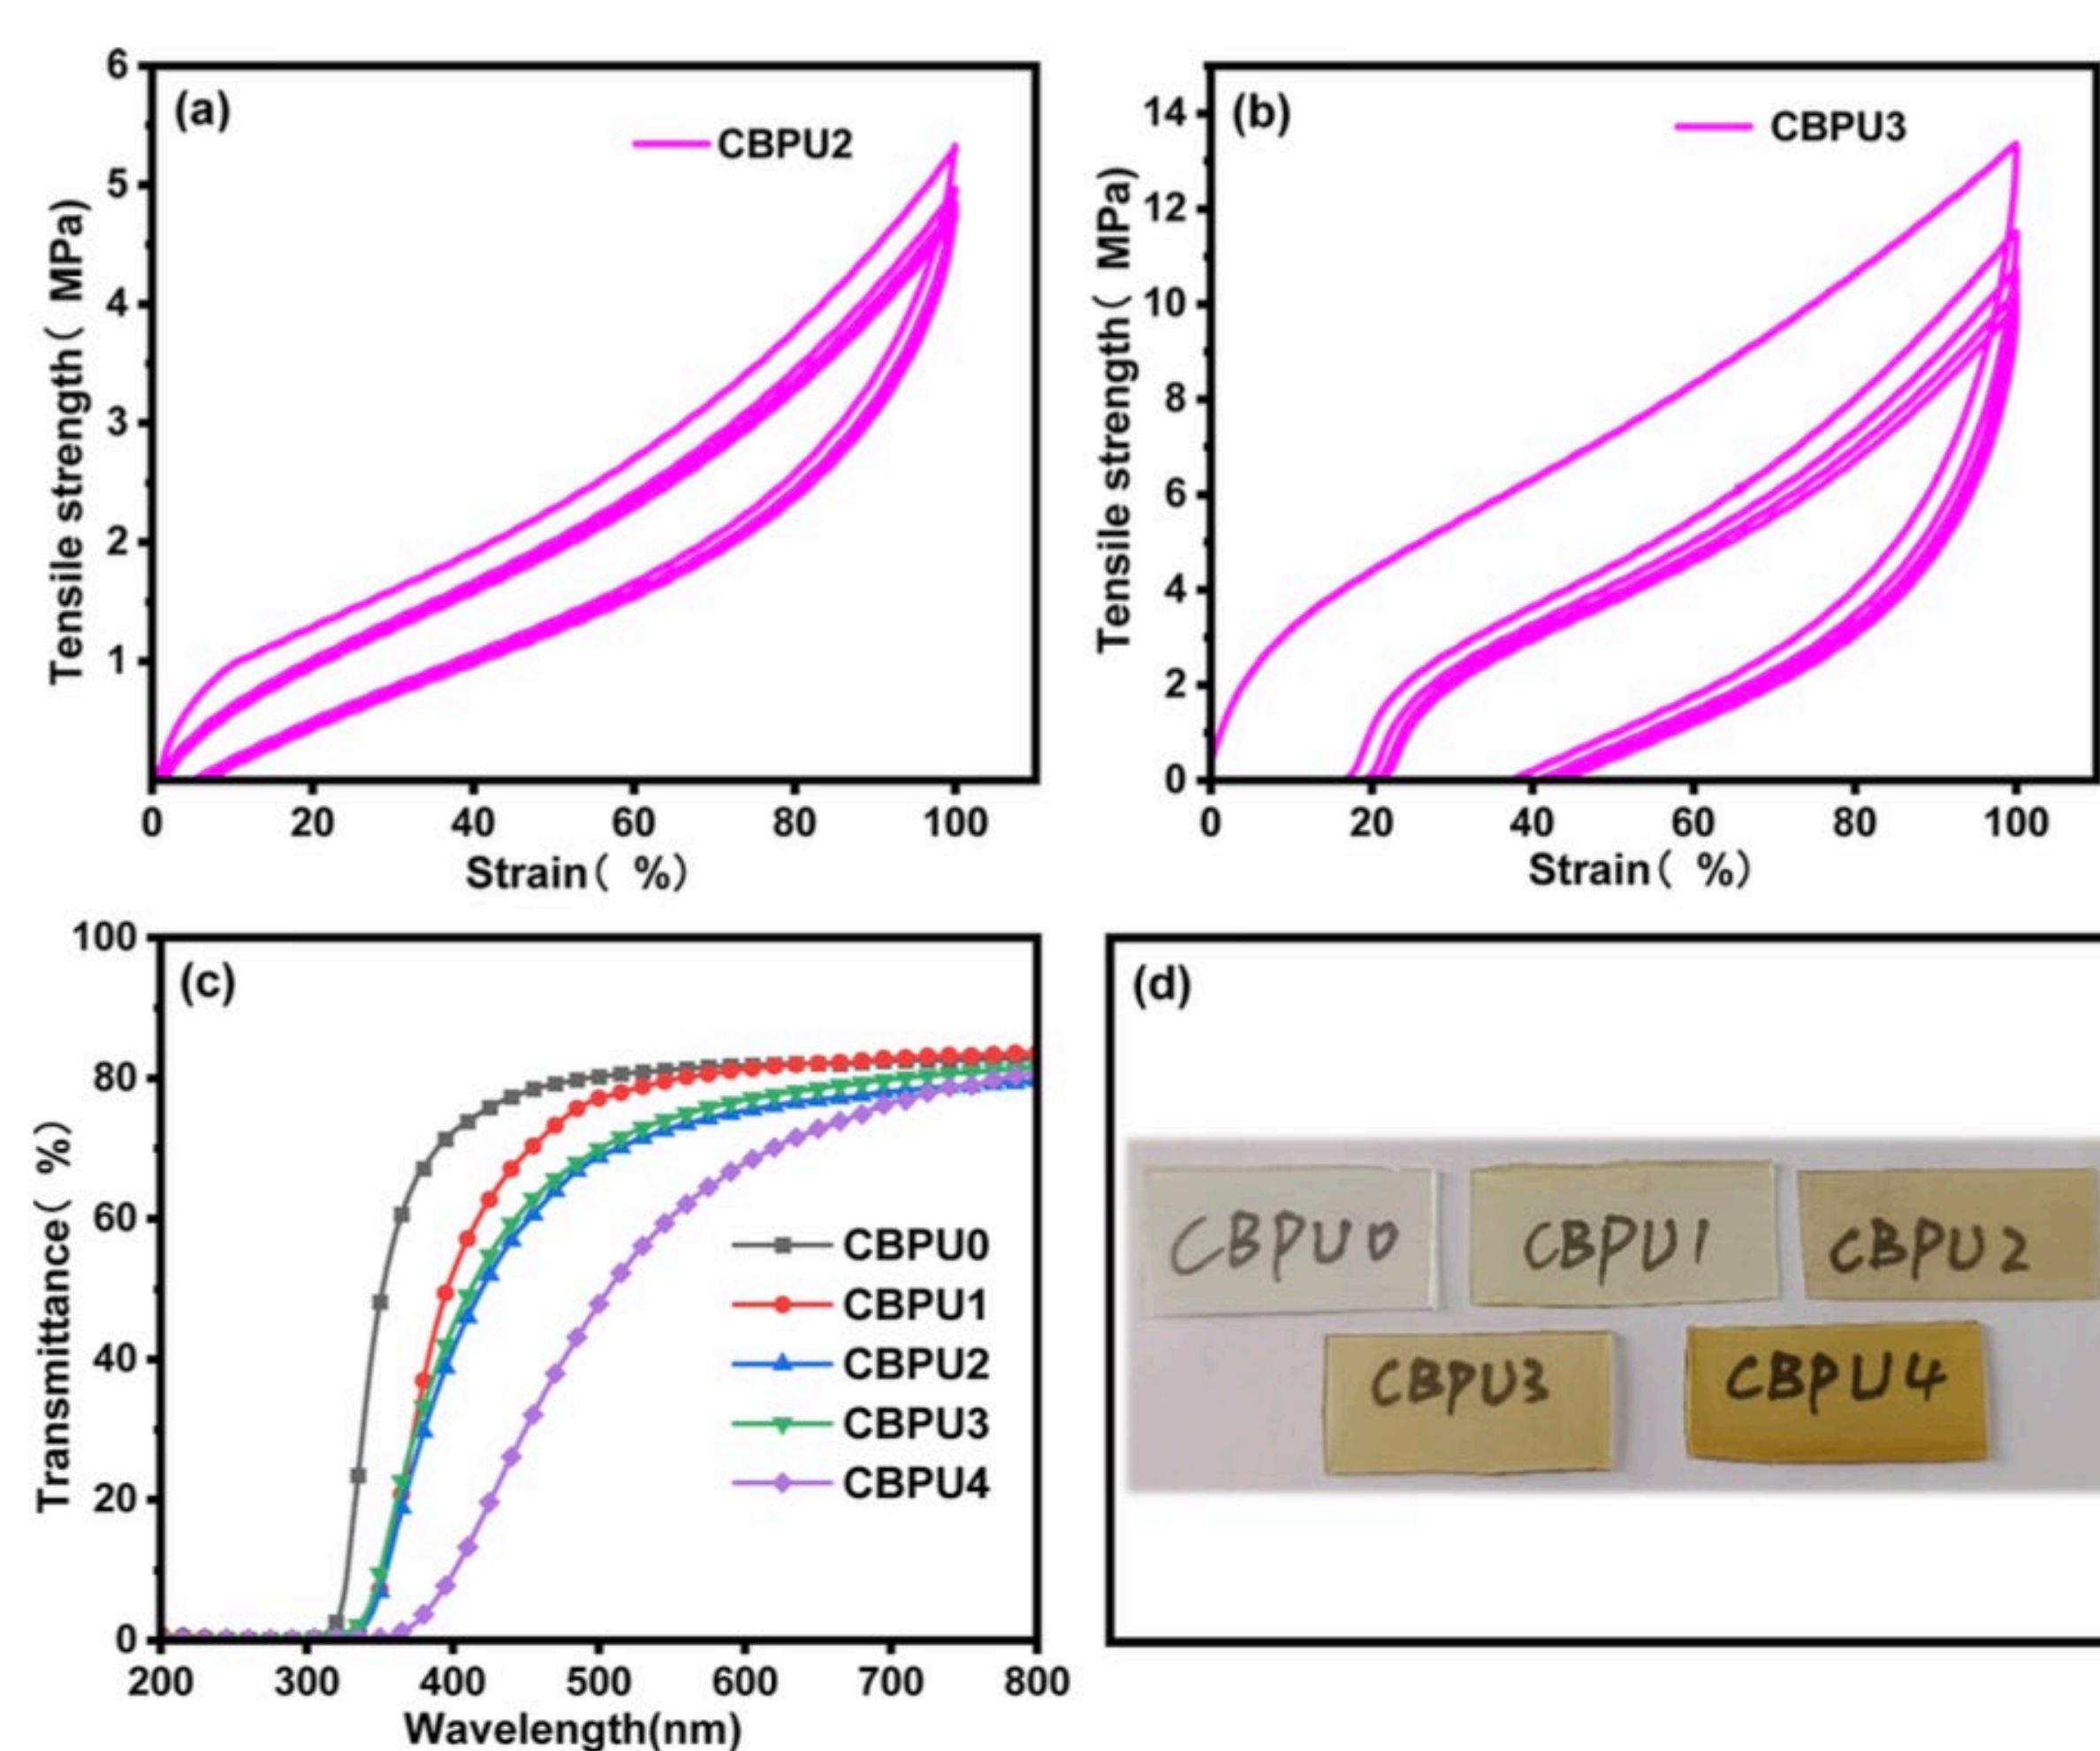 (a)
CBPU2
6
5
4
3
2
1
0 20 40 60 80 100
Tensile strength( MPa)
Strain( %)
(b)
CBPU3
14
12
10
8
6
4
2
0
0 20 40 60 80 100
Tensile strength( MPa)
Strain( %)
(c)
100
80
60
40
20
0
200 300 400 500 600 700 800
Transmittance( %)
Wavelength(nm)
CBPU0
CBPU1
CBPU2
CBPU3
CBPU4
(d)
CBPU0 CBPU1 CBPU2
CBPU3 CBPU4